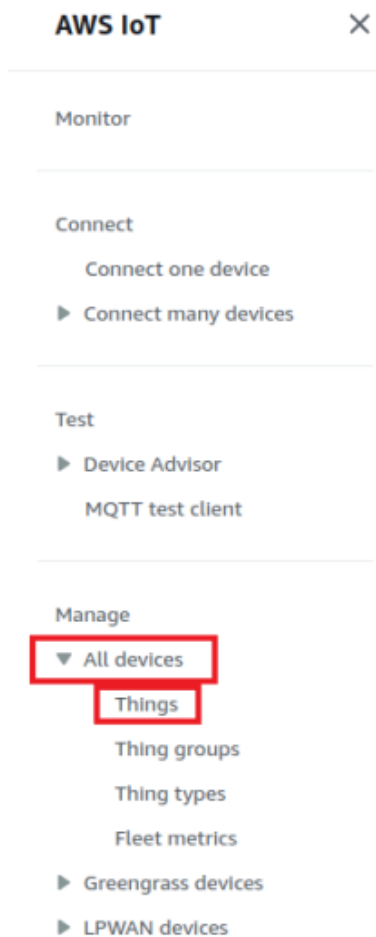 AWS IoT
Monitor
Connect
Connect one device
Connect many devices
Test
Device Advisor
MQTT test client
Manage
All devices
Things
Thing groups
Thing types
Fleet metrics
Greengrass devices
LPWAN devices